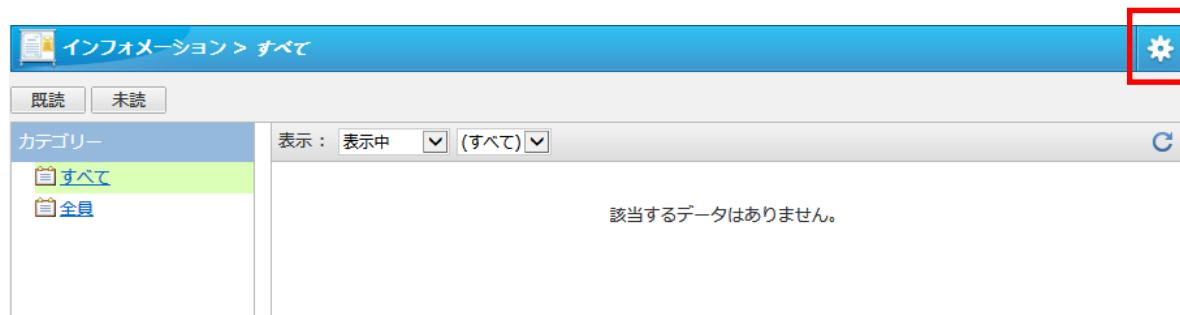 インフォメーション > すべて
既読 未読
カテゴリー
すべて
全員
表示： 表示中 (すべて)
該当するデータはありません。